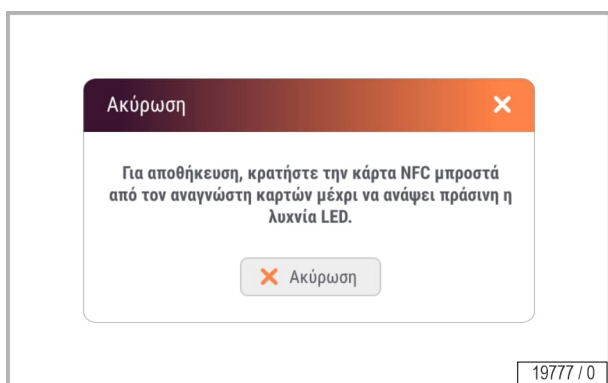 Ακύρωση
Για αποθήκευση, κρατήστε την κάρτα NFC μπροστά
από τον αναγνώστη καρτών μέχρι να ανάψει πράσινη η
λυχνία LED.
Ακύρωση
19777 / 0